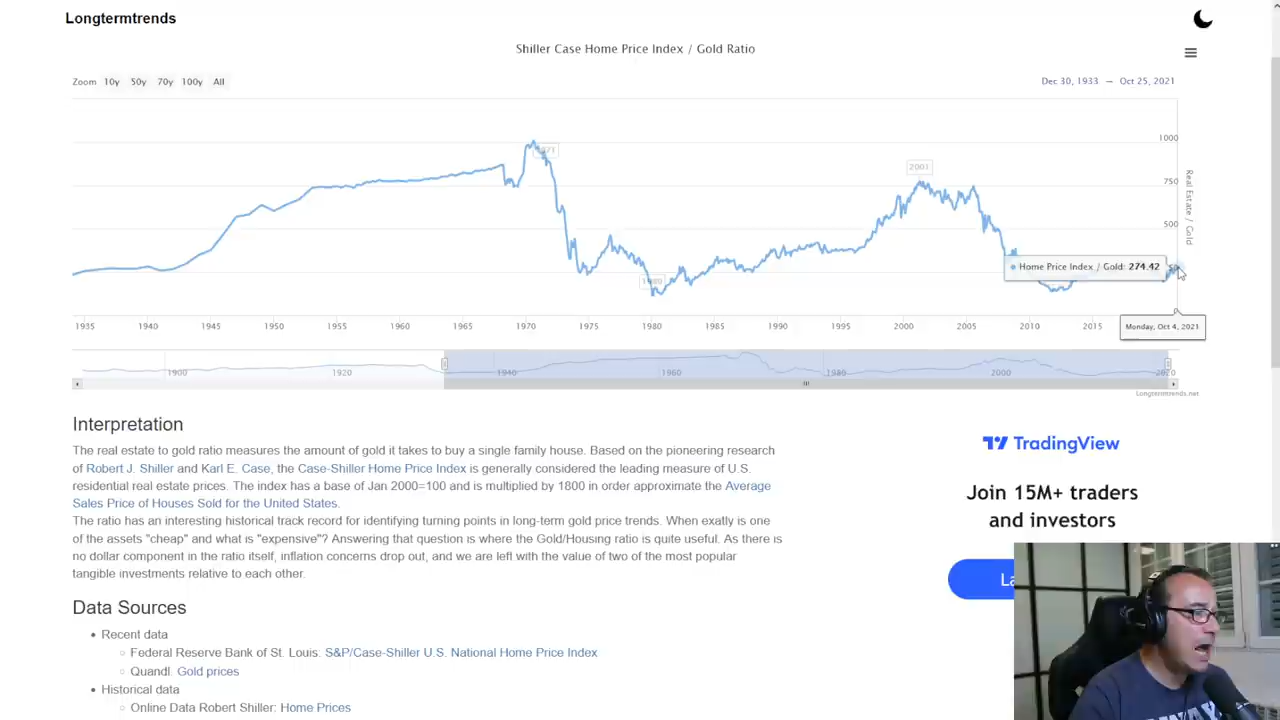 Longtermtrends
Shiller Case Home Price Index / Gold Ratio
Zoom 10y 50y 70y 100y All
Dec 30, 1933 — Oct 25, 2021
1000
750
500
Real Estate / Gold
2001
1980
Home Price Index / Gold: 274.42
1935 1940 1945 1950 1955 1960 1965 1970 1975 1980 1985 1990 1995 2000 2005 2010 2015
Monday, Oct 4, 2021
1900 1920 1940 1960 1980 2000 2020
Longtermtrends.net
Interpretation
The real estate to gold ratio measures the amount of gold it takes to buy a single family house. Based on the pioneering research
of Robert J. Shiller and Karl E. Case, the Case-Shiller Home Price Index is generally considered the leading measure of U.S.
residential real estate prices. The index has a base of Jan 2000=100 and is multiplied by 1800 in order approximate the Average
Sales Price of Houses Sold for the United States.
The ratio has an interesting historical track record for identifying turning points in long-term gold price trends. When exatly is one
of the assets "cheap" and what is "expensive"? Answering that question is where the Gold/Housing ratio is quite useful. As there is
no dollar component in the ratio itself, inflation concerns drop out, and we are left with the value of two of the most popular
tangible investments relative to each other.
TradingView
Join 15M+ traders
and investors
La
Data Sources
Recent data
Federal Reserve Bank of St. Louis: S&P/Case-Shiller U.S. National Home Price Index
Quandl: Gold prices
Historical data
Online Data Robert Shiller: Home Prices